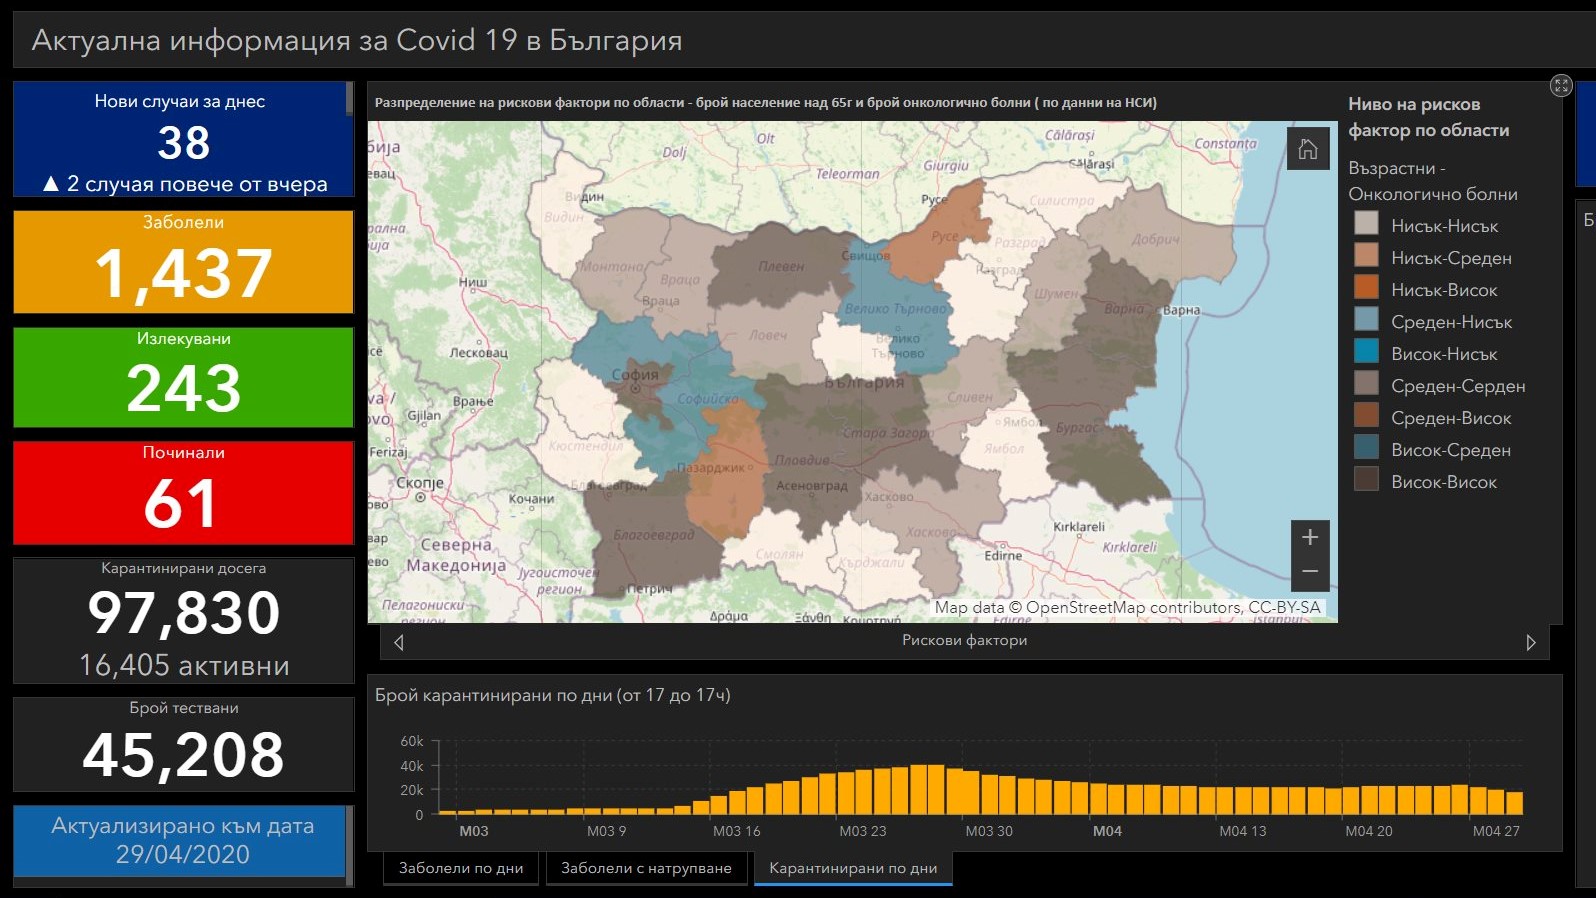 Актуална информация за Covid 19 в България
Нови случаи за днес
38
▲ 2 случая повече от вчера
Заболели
1,437
Излекувани
243
Починали
61
Карантинирани досега
97,830
16,405 активни
Брой тествани
45,208
Актуализирано към дата
29/04/2020
Разпределение на рискови фактори по области - брой население над 65г и брой онкологично болни ( по данни на НСИ)
Olt
Dolj
Teleorman
Giurgiu
Călărași
Călărași
Constanța
Видин
Видин
Русе
Русе
Силистра
Разград
Разград
Добрич
Свищов
Плевен
Монтана
Враца
Враца
Ниш
Велико Търново
Велико
Търново
Шумен
Варна
Варна
Ловеч
Лесковац
София
Софийска
България
Сливен
Врање
Gjilan
Ferizaj
Кюстендил
Стара Загора
Ямбол
Ямбол
Бургас
Пазарджик
Пловдив
Асеновград
Благоевград
Благоевград
Хасково
Хасково
Скопје
Кочани
Северна
Македонија
Смолян
Кърджали
Kırklareli
Kırklareli
Edirne
Edirne
Југоисточен
регион
Петрич
Пелагониски
регион
Δράμα
Ξάνθη
Κομοτηνή
Istanbul
Map data © OpenStreetMap contributors, CC-BY-SA
Рискови фактори
Ниво на рисков
фактор по области
Възрастни -
Онкологично болни
Нисък-Нисък
Нисък-Среден
Нисък-Висок
Среден-Нисък
Висок-Нисък
Среден-Серден
Среден-Висок
Висок-Среден
Висок-Висок
Б
Брой карантинирани по дни (от 17 до 17ч)
60k
40k
20k
0
M03
M03 9
M03 16
M03 23
M03 30
M04
M04 13
M04 20
M04 27
Заболели по дни
Заболели с натрупване
Карантинирани по дни